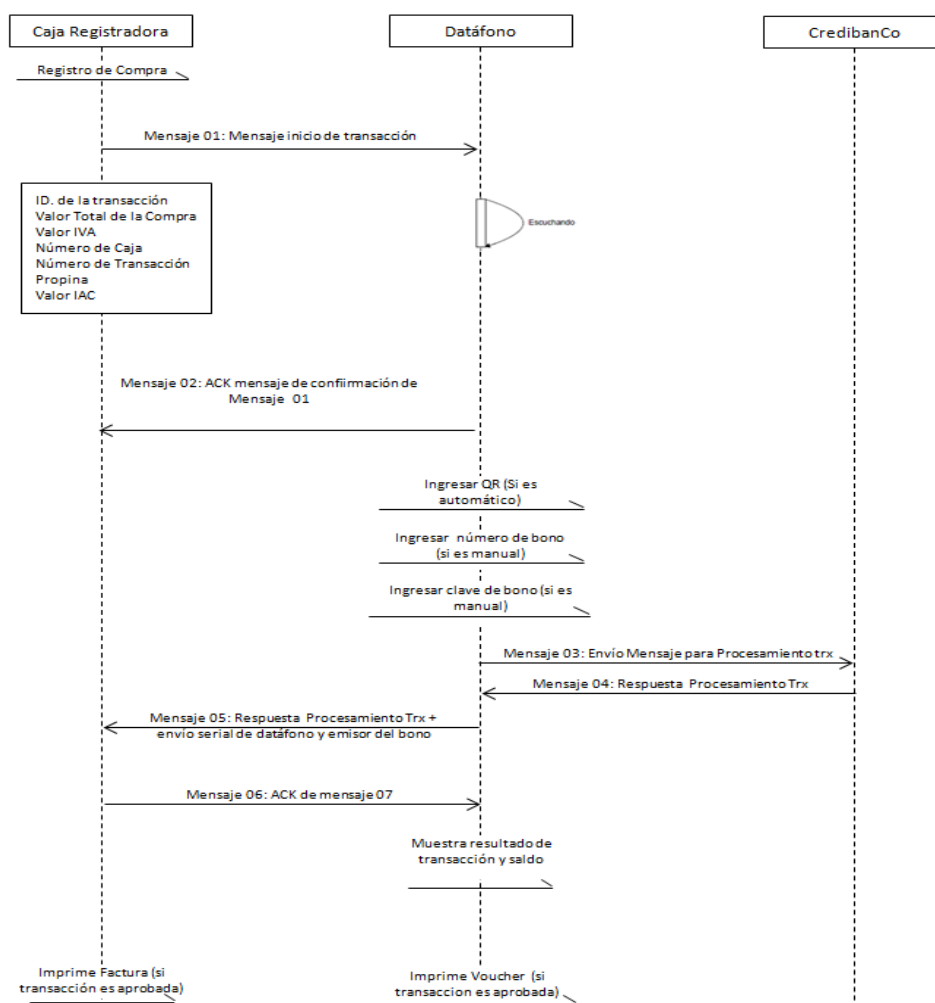 Caja Registradora
Datáfono
CredibanCo
Registro de Compra
Mensaje 01: Mensaje inicio de transacción
ID. de la transacción
Valor Total de la Compra
Valor IVA
Número de Caja
Número de Transacción
Propina
Valor IAC
Escuchando
Mensaje 02: ACK mensaje de confiirmación de
Mensaje 01
Ingresar QR (Si es
automático)
Ingresar número de bono
(si es manual)
Ingresar clave de bono (si es
manual)
Mensaje 03: Envío Mensaje para Procesamiento trx
Mensaje 04: Respuesta Procesamiento Trx
Mensaje 05: Respuesta Procesamiento Trx +
envío serial de datáfono y emisor del bono
Mensaje 06: ACK de mensaje 07
Muestra resultado de
transacción y saldo
Imprime Factura (si
transacción es aprobada)
Imprime Voucher (si
transaccion es aprobada)